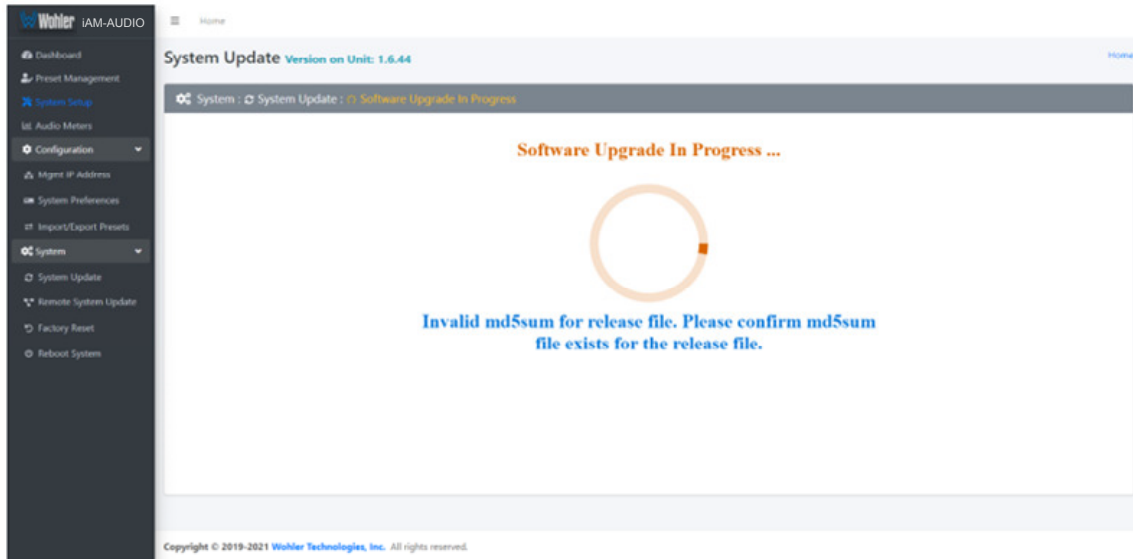 Wohler iAM-AUDIO
Home
Dashboard
Preset Management
System Setup
Audio Meters
Configuration
Mgmt IP Address
System Preferences
Import/Export Presets
System
System Update
Remote System Update
Factory Reset
Reboot System
System Update Version on Unit: 1.6.44
Home
System : System Update : Software Upgrade In Progress
Software Upgrade In Progress ...
Invalid md5sum for release file. Please confirm md5sum
file exists for the release file.
Copyright © 2019-2021 Wohler Technologies, Inc. All rights reserved.